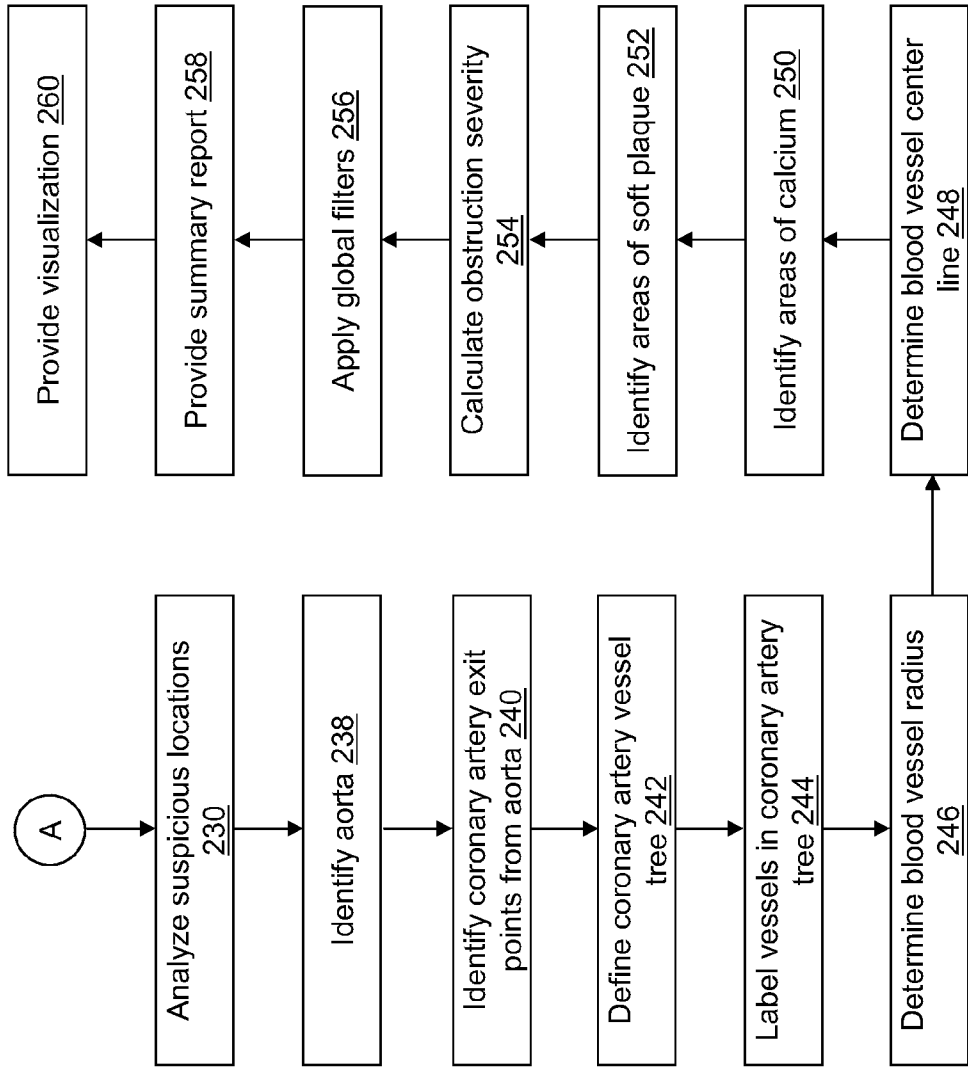 A
Analyze suspicious locations
230
Identify aorta 238
Identify coronary artery exit
points from aorta 240
Define coronary artery vessel
tree 242
Label vessels in coronary artery
tree 244
Determine blood vessel radius
246
Determine blood vessel center
line 248
Identify areas of calcium 250
Identify areas of soft plaque 252
Calculate obstruction severity
254
Apply global filters 256
Provide summary report 258
Provide visualization 260